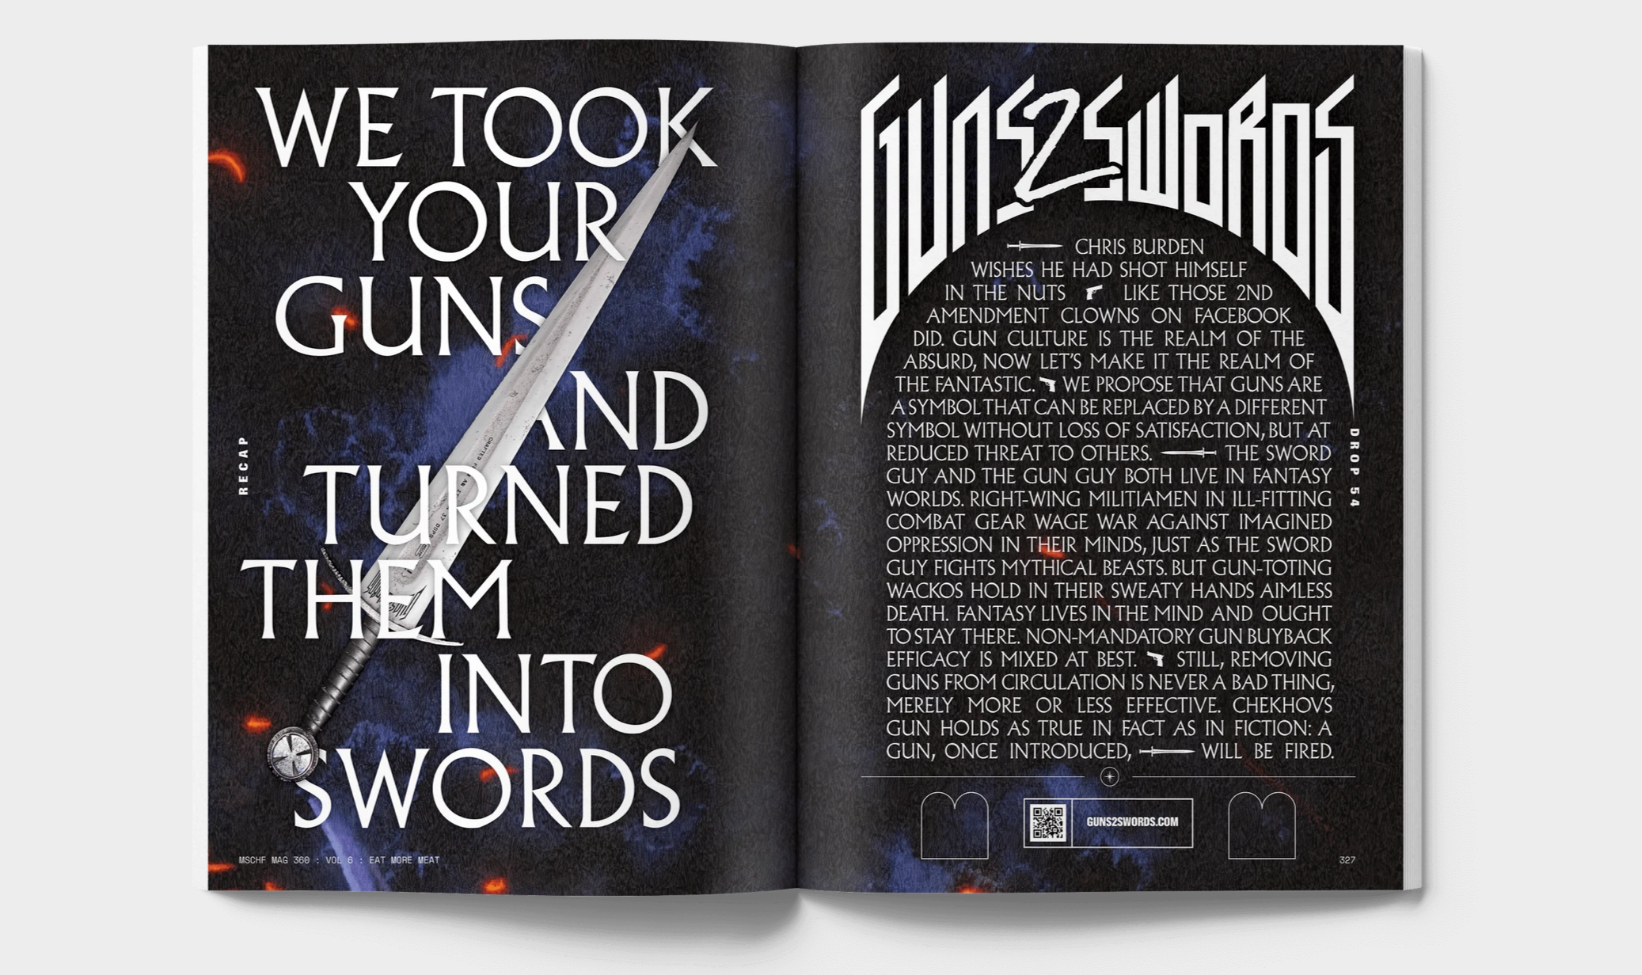 WE TOOK
YOUR
GUNS
AND
TURNED
THEM
INTO
SWORDS
RECAP
MSCHF MAG 360 : VOL 6 : EAT MORE MEAT
GUNS2SWORDS
CHRIS BURDEN
WISHES HE HAD SHOT HIMSELF
IN THE NUTS LIKE THOSE 2ND
AMENDMENT CLOWNS ON FACEBOOK
DID. GUN CULTURE IS THE REALM OF THE
ABSURD, NOW LET'S MAKE IT THE REALM OF
THE FANTASTIC. WE PROPOSE THAT GUNS ARE
A SYMBOL THAT CAN BE REPLACED BY A DIFFERENT
SYMBOL WITHOUT LOSS OF SATISFACTION, BUT AT
REDUCED THREAT TO OTHERS. THE SWORD
GUY AND THE GUN GUY BOTH LIVE IN FANTASY
WORLDS. RIGHT-WING MILITIAMEN IN ILL-FITTING
COMBAT GEAR WAGE WAR AGAINST IMAGINED
OPPRESSION IN THEIR MINDS, JUST AS THE SWORD
GUY FIGHTS MYTHICAL BEASTS. BUT GUN-TOTING
WACKOS HOLD IN THEIR SWEATY HANDS AIMLESS
DEATH. FANTASY LIVES IN THE MIND AND OUGHT
TO STAY THERE. NON-MANDATORY GUN BUYBACK
EFFICACY IS MIXED AT BEST. STILL, REMOVING
GUNS FROM CIRCULATION IS NEVER A BAD THING,
MERELY MORE OR LESS EFFECTIVE. CHEKHOVS
GUN HOLDS AS TRUE IN FACT AS IN FICTION: A
GUN, ONCE INTRODUCED, WILL BE FIRED.
DROP 54
GUNS2SWORDS.COM
327